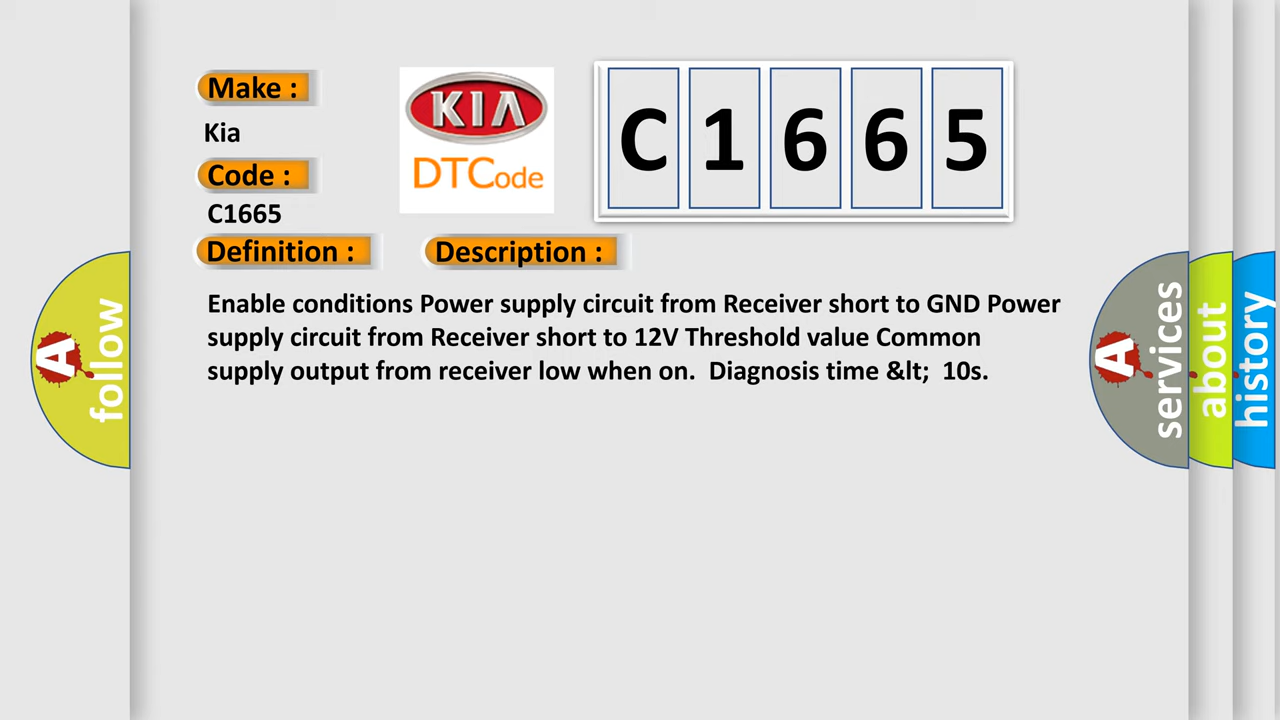 Make :
Kia
Code :
C1665
Definition :
Description :
KIA
DTCode
C1665
Enable conditions Power supply circuit from Receiver short to GND Power
supply circuit from Receiver short to 12V Threshold value Common
supply output from receiver low when on. Diagnosis time &lt; 10s.
A follow
A services
about
history